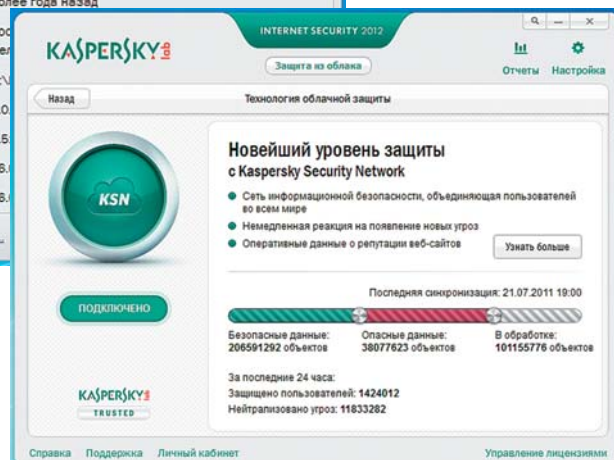 более года назад
KASPERSKY lab
INTERNET SECURITY 2012
Защита из облака
Отчеты
Настройка
Назад
Технология облачной защиты
KSN
ПОДКЛЮЧЕНО
KASPERSKY lab
TRUSTED
Новейший уровень защиты
с Kaspersky Security Network
Сеть информационной безопасности, объединяющая пользователей
во всем мире
Немедленная реакция на появление новых угроз
Оперативные данные о репутации веб-сайтов
Узнать больше
Последняя синхронизация: 21.07.2011 19:00
Безопасные данные:
206591292 объектов
Опасные данные:
38077623 объектов
В обработке:
101155776 объектов
За последние 24 часа:
Защищено пользователей: 1424012
Нейтрализовано угроз: 11833282
Справка Поддержка Личный кабинет
Управление лицензиями